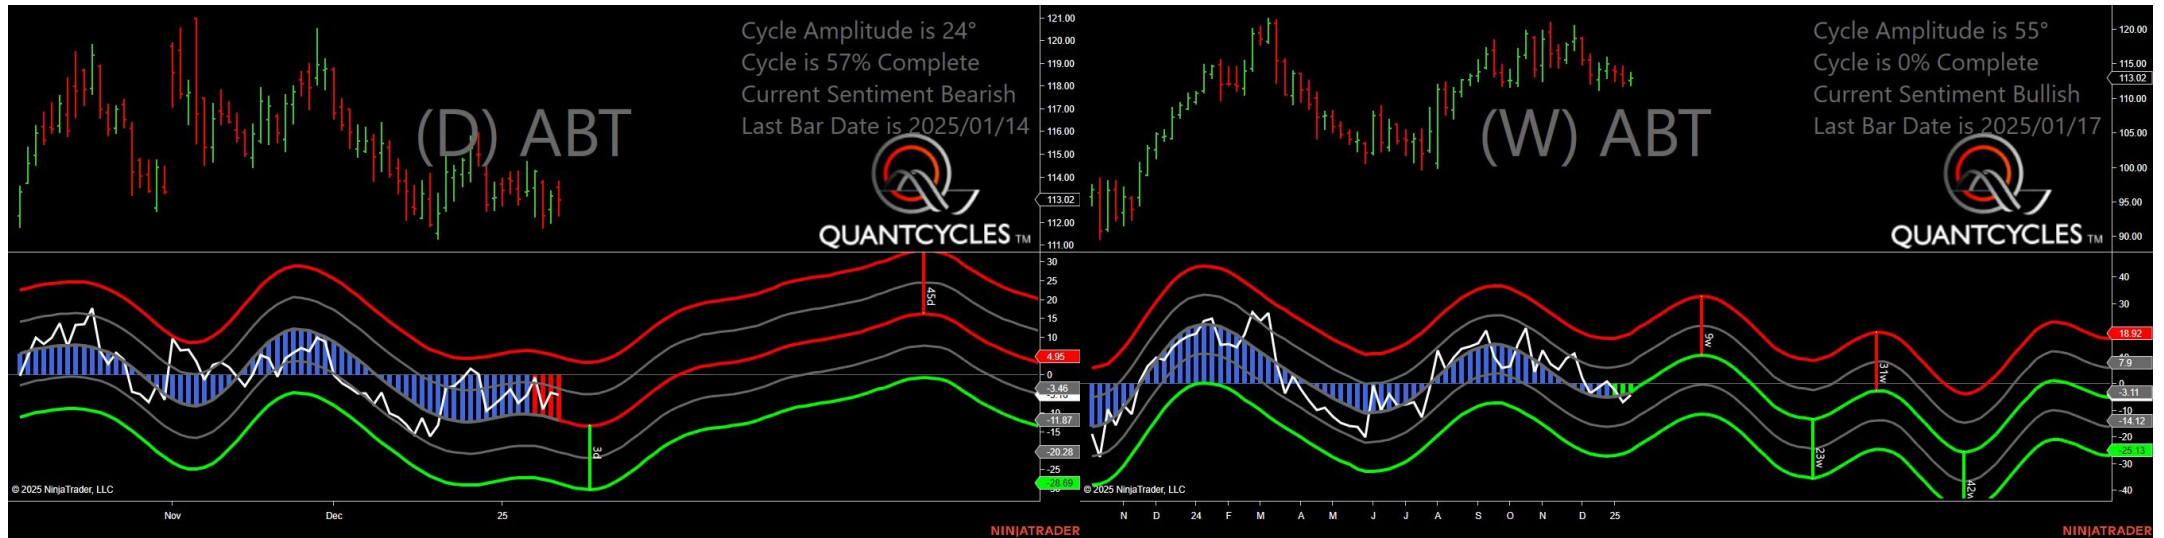 Cycle Amplitude is 24°
Cycle is 57% Complete
Current Sentiment Bearish
Last Bar Date is 2025/01/14
(D) ABT
QUANTCYCLES TM
121.00
120.00
119.00
118.00
117.00
116.00
115.00
114.00
113.02
112.00
111.00
30
25
20
15
10
4.95
0
-3.46
-11.87
-15
-20.28
-25
-28.69
45d
3d
© 2025 NinjaTrader, LLC
Nov
Dec
25
NINJATRADER
Cycle Amplitude is 55°
Cycle is 0% Complete
Current Sentiment Bullish
Last Bar Date is 2025/01/17
(W) ABT
QUANTCYCLES TM
120.00
115.00
113.02
110.00
105.00
100.00
95.00
90.00
40
30
18.92
7.9
0
-3.11
-10
-14.12
-20
-25.13
-30
-40
9w
31w
23w
42w
© 2025 NinjaTrader, LLC
N
D
24
F
M
A
M
J
J
A
S
O
N
D
25
NINJATRADER